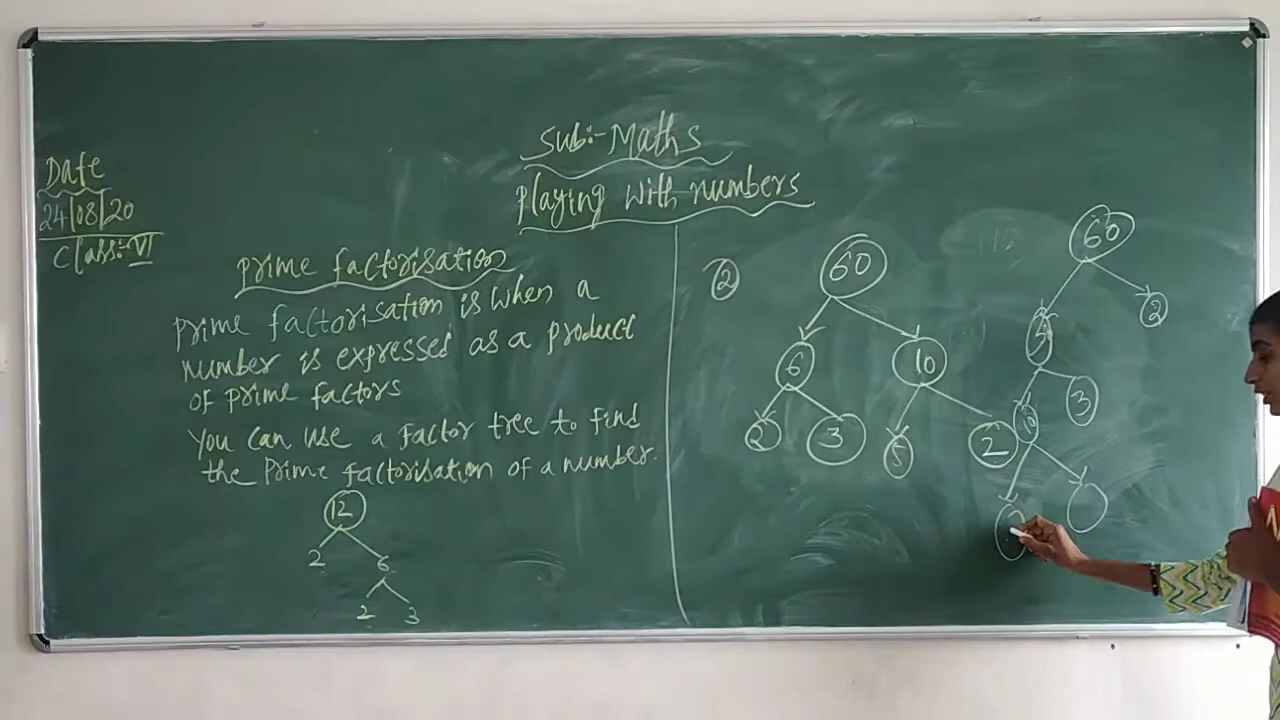 Sub:- Maths
Playing with numbers
Date
24/08/20
Class:- VI
Prime factorisation
Prime factorisation is when a
number is expressed as a product
of prime factors
You can use a factor tree to find
the Prime factorisation of a number.
12
2 6
2 3
2
60
6 10
2 3 5 2
60
2
3
10